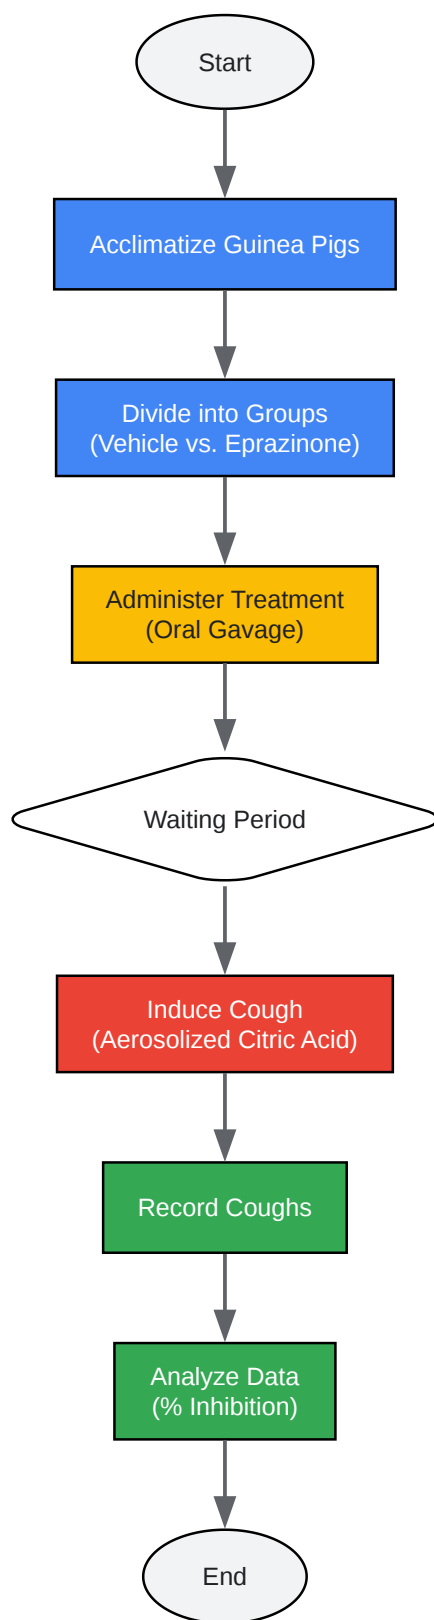 Start
Acclimatize Guinea Pigs
Divide into Groups
(Vehicle vs. Eprazinone)
Administer Treatment
(Oral Gavage)
Waiting Period
Induce Cough
(Aerosolized Citric Acid)
Record Coughs
Analyze Data
(% Inhibition)
End